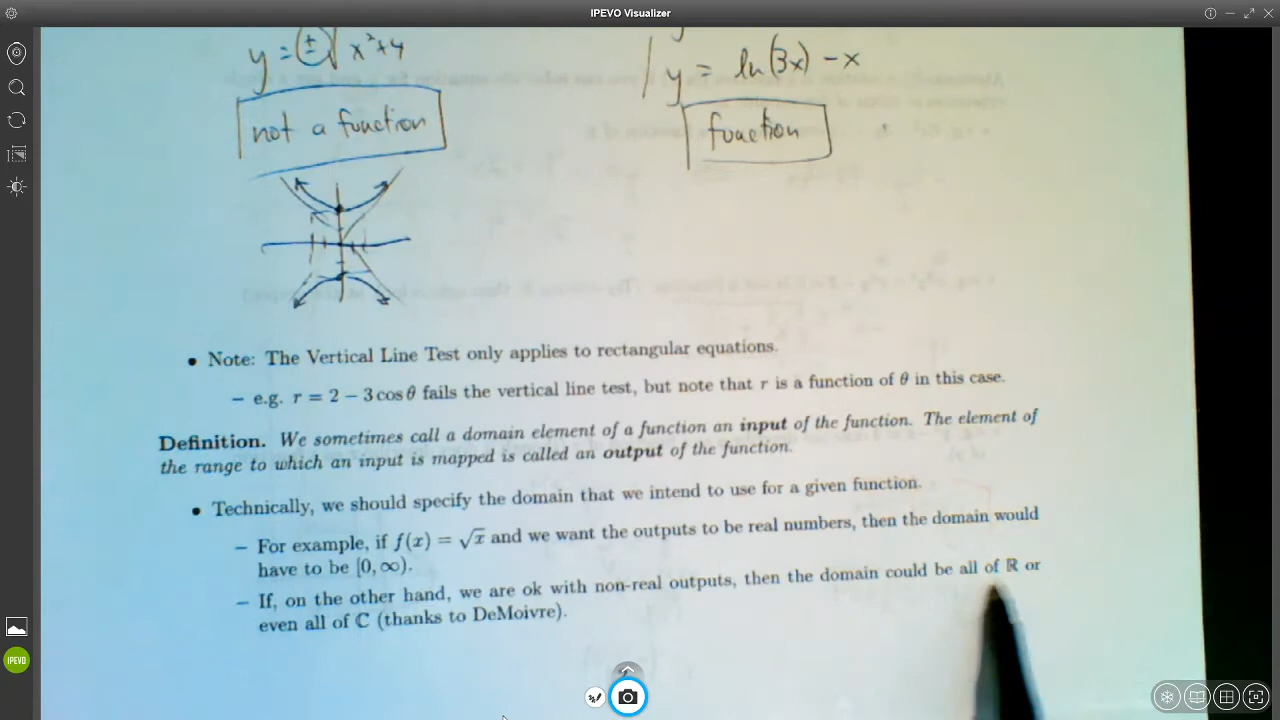 IPEVO Visualizer
y = ± √x²+4
y = ln(3x) - x
not a function
function
• Note: The Vertical Line Test only applies to rectangular equations.
– e.g. r = 2 − 3 cos θ fails the vertical line test, but note that r is a function of θ in this case.
Definition. We sometimes call a domain element of a function an input of the function. The element of
the range to which an input is mapped is called an output of the function.
• Technically, we should specify the domain that we intend to use for a given function.
– For example, if f(x) = √x and we want the outputs to be real numbers, then the domain would
have to be [0, ∞).
– If, on the other hand, we are ok with non-real outputs, then the domain could be all of ℝ or
even all of ℂ (thanks to DeMoivre).
IPEVO